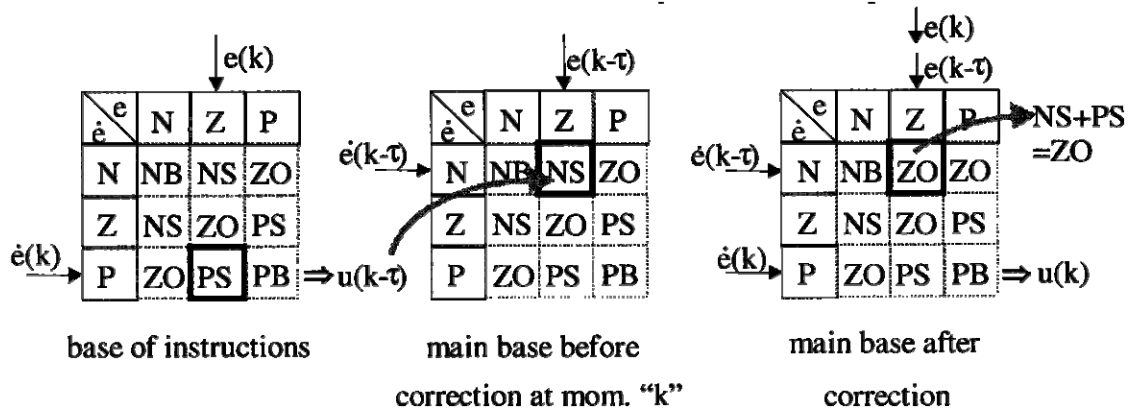 e(k)
e(k-τ)
e(k)
e(k-τ)
e N Z P
ė
e N Z P
ė
e N Z P
ė
NS+PS
=ZO
ė(k-τ)
ė(k-τ)
N NB NS ZO
N NB NS ZO
N NB ZO ZO
Z NS ZO PS
Z NS ZO PS
Z NS ZO PS
ė(k)
P ZO PS PB ⇒u(k-τ)
P ZO PS PB
ė(k)
P ZO PS PB ⇒u(k)
base of instructions
main base before
correction at mom. “k”
main base after
correction